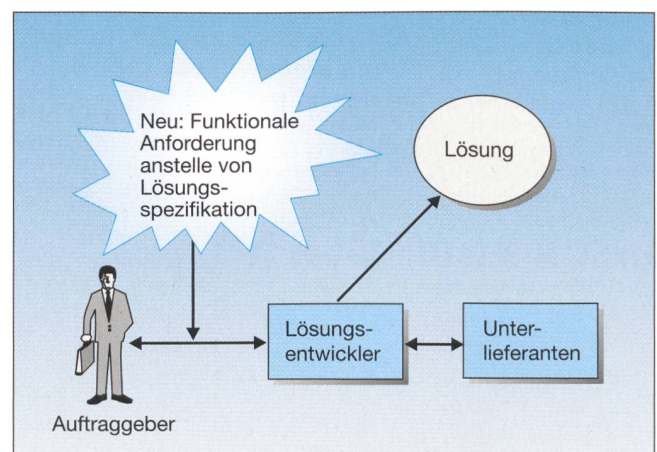 Neu: Funktionale
Anforderung
anstelle von
Lösungs-
spezifikation
Lösung
Lösungs-
entwickler
Unter-
lieferanten
Auftraggeber